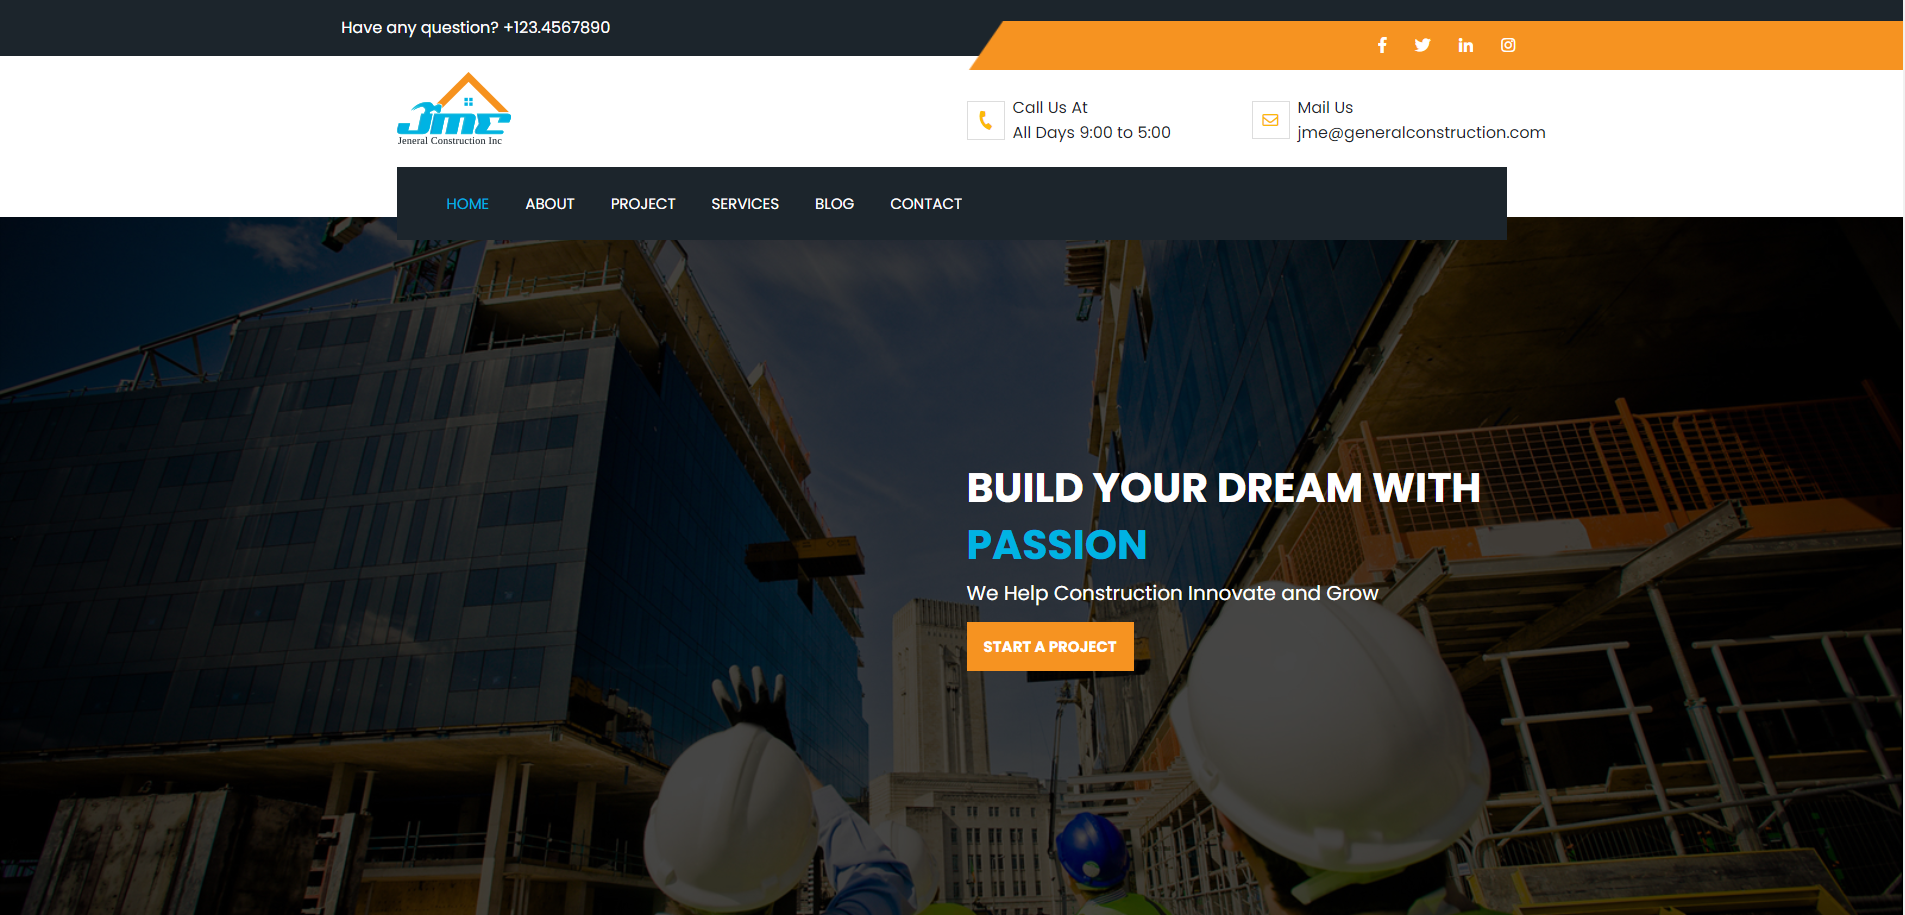 Have any question? +123.4567890
JME
Jeneral Construction Inc
Call Us At
All Days 9:00 to 5:00
Mail Us
jme@generalconstruction.com
HOME ABOUT PROJECT SERVICES BLOG CONTACT
BUILD YOUR DREAM WITH
PASSION
We Help Construction Innovate and Grow
START A PROJECT